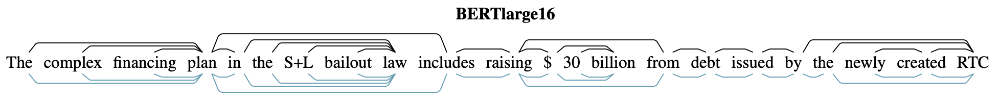 BERTlarge16
The complex financing plan in the S+L bailout law includes raising $ 30 billion from debt issued by the newly created RTC